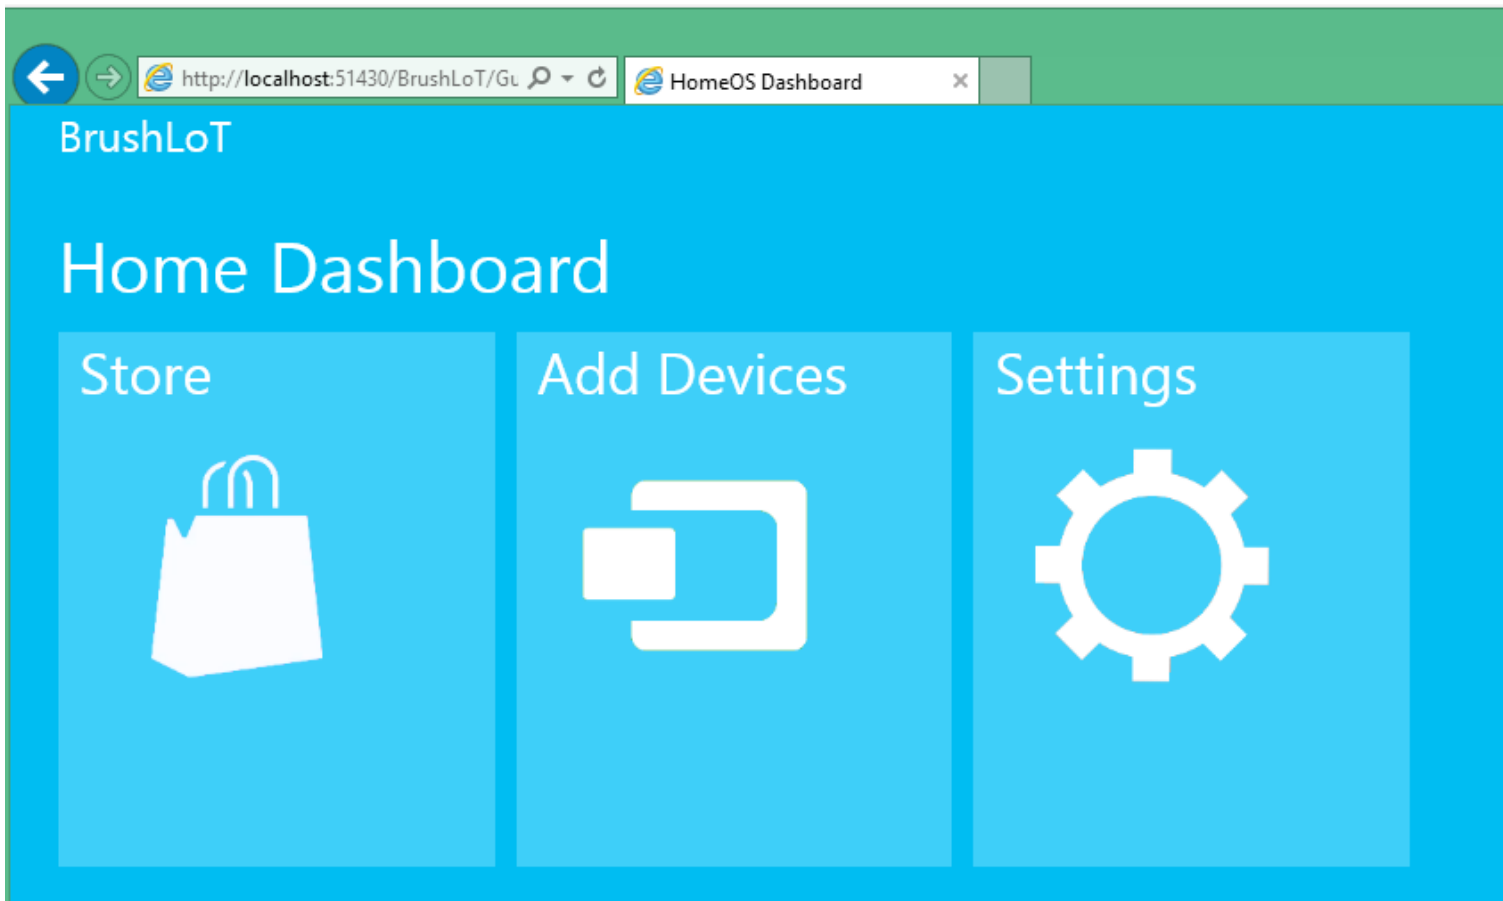 http://localhost:51430/BrushLoT/Gu
HomeOS Dashboard
BrushLoT
Home Dashboard
Store
Add Devices
Settings